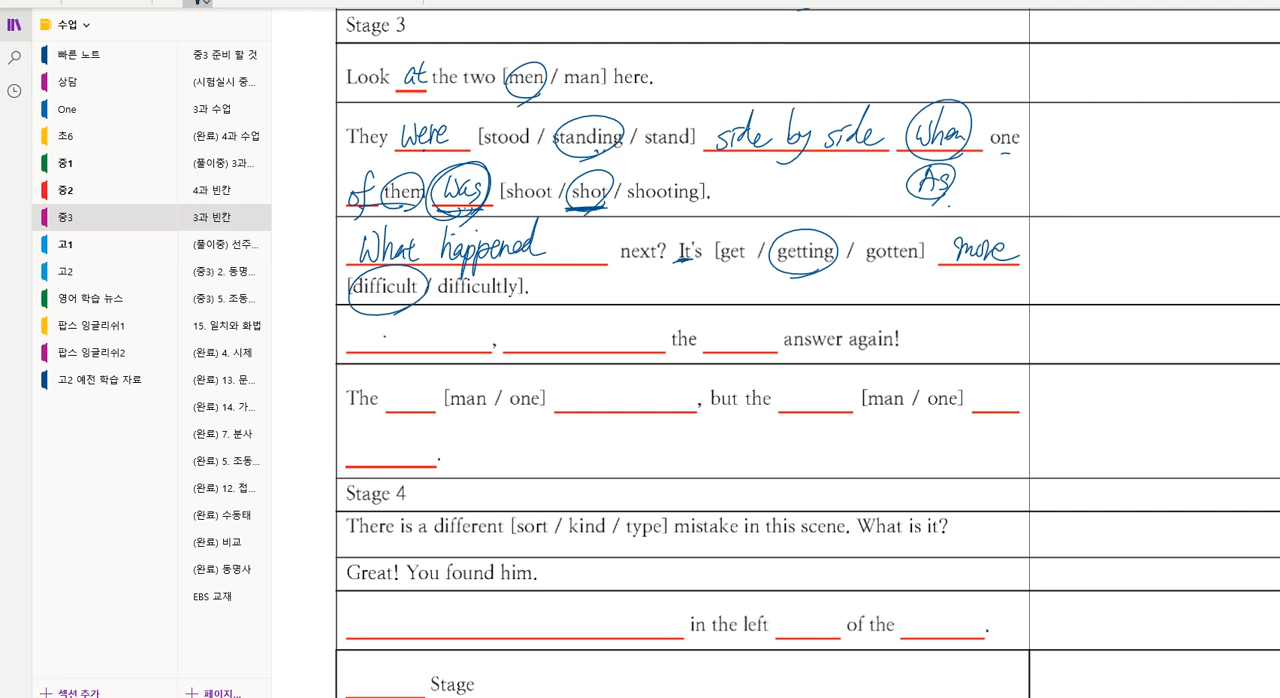 수업
빠른 노트
상담
One
초6
중1
중2
중3
고1
고2
영어 학습 뉴스
팝스 잉글리쉬1
팝스 잉글리쉬2
고2 예전 학습 자료
섹션 추가
중3 준비 할 것
(시험실시 중...
3과 수업
(완료) 4과 수업
(풀이중) 3과...
4과 빈칸
3과 빈칸
(풀이중) 선주...
(중3) 2. 동명...
(중3) 5. 조동...
15. 일치와 화법
(완료) 4. 시제
(완료) 13. 문...
(완료) 14. 가...
(완료) 7. 분사
(완료) 5. 조동...
(완료) 12. 접...
(완료) 수동태
(완료) 비교
(완료) 동명사
EBS 교재
페이지...
Stage 3
Look at the two [men / man] here.
They were [stood / standing / stand] side by side when one
As
of them was [shoot / shot / shooting].
What happened next? It's [get / getting / gotten] more
[difficult / difficultly].
, the answer again!
The [man / one] , but the [man / one]
.
Stage 4
There is a different [sort / kind / type] mistake in this scene. What is it?
Great! You found him.
in the left of the .
Stage